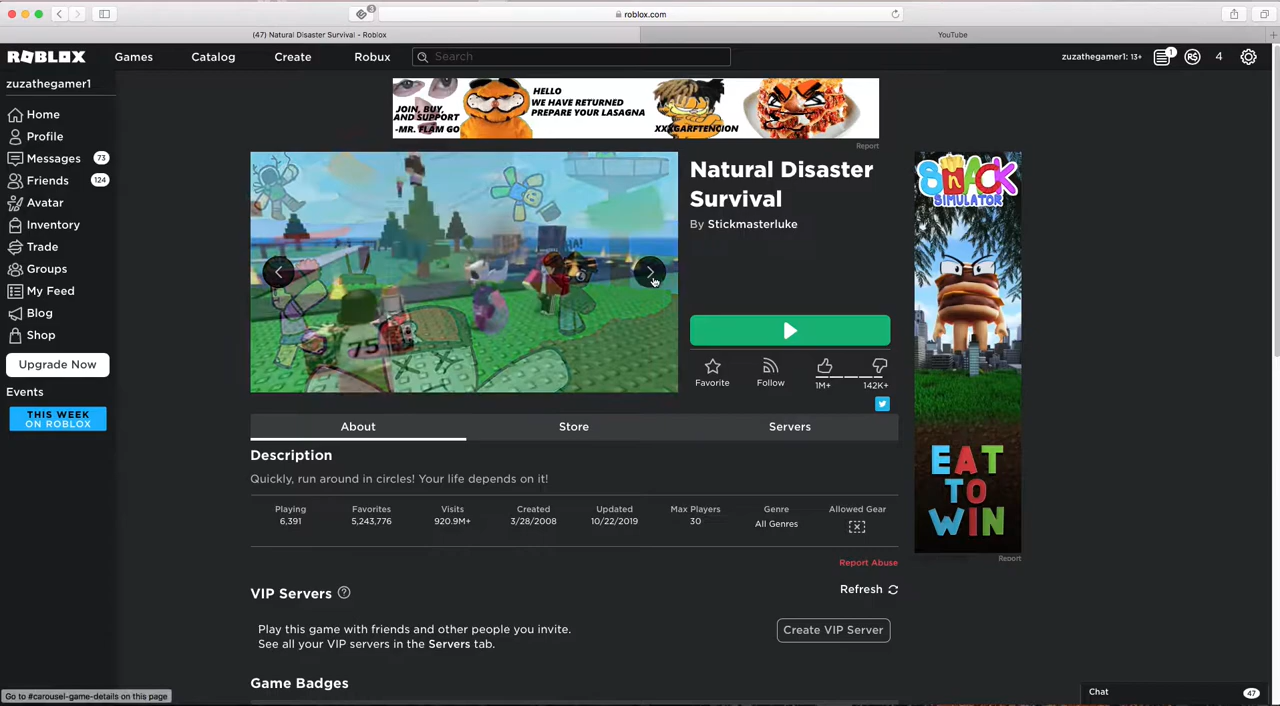 roblox.com
3
(47) Natural Disaster Survival - Roblox
YouTube
ROBLOX
Games
Catalog
Create
Robux
Search
zuzathegamer1: 13+
1
RS
4
zuzathegamer1
Home
Profile
Messages 73
Friends 124
Avatar
Inventory
Trade
Groups
My Feed
Blog
Shop
Upgrade Now
Events
THIS WEEK
ON ROBLOX
JOIN, BUY,
AND SUPPORT
-MR. FLAM GO
HELLO
WE HAVE RETURNED
PREPARE YOUR LASAGNA
XXXGARFTENCION
Report
Natural Disaster
Survival
By Stickmasterluke
Favorite
Follow
1M+
142K+
About
Store
Servers
Description
Quickly, run around in circles! Your life depends on it!
Playing
6,391
Favorites
5,243,776
Visits
920.9M+
Created
3/28/2008
Updated
10/22/2019
Max Players
30
Genre
All Genres
Allowed Gear
Report Abuse
VIP Servers
Refresh
Play this game with friends and other people you invite.
See all your VIP servers in the Servers tab.
Create VIP Server
Game Badges
SNACK
SIMULATOR
EAT
TO
WIN
Report
Go to #carousel-game-details on this page
Chat
47